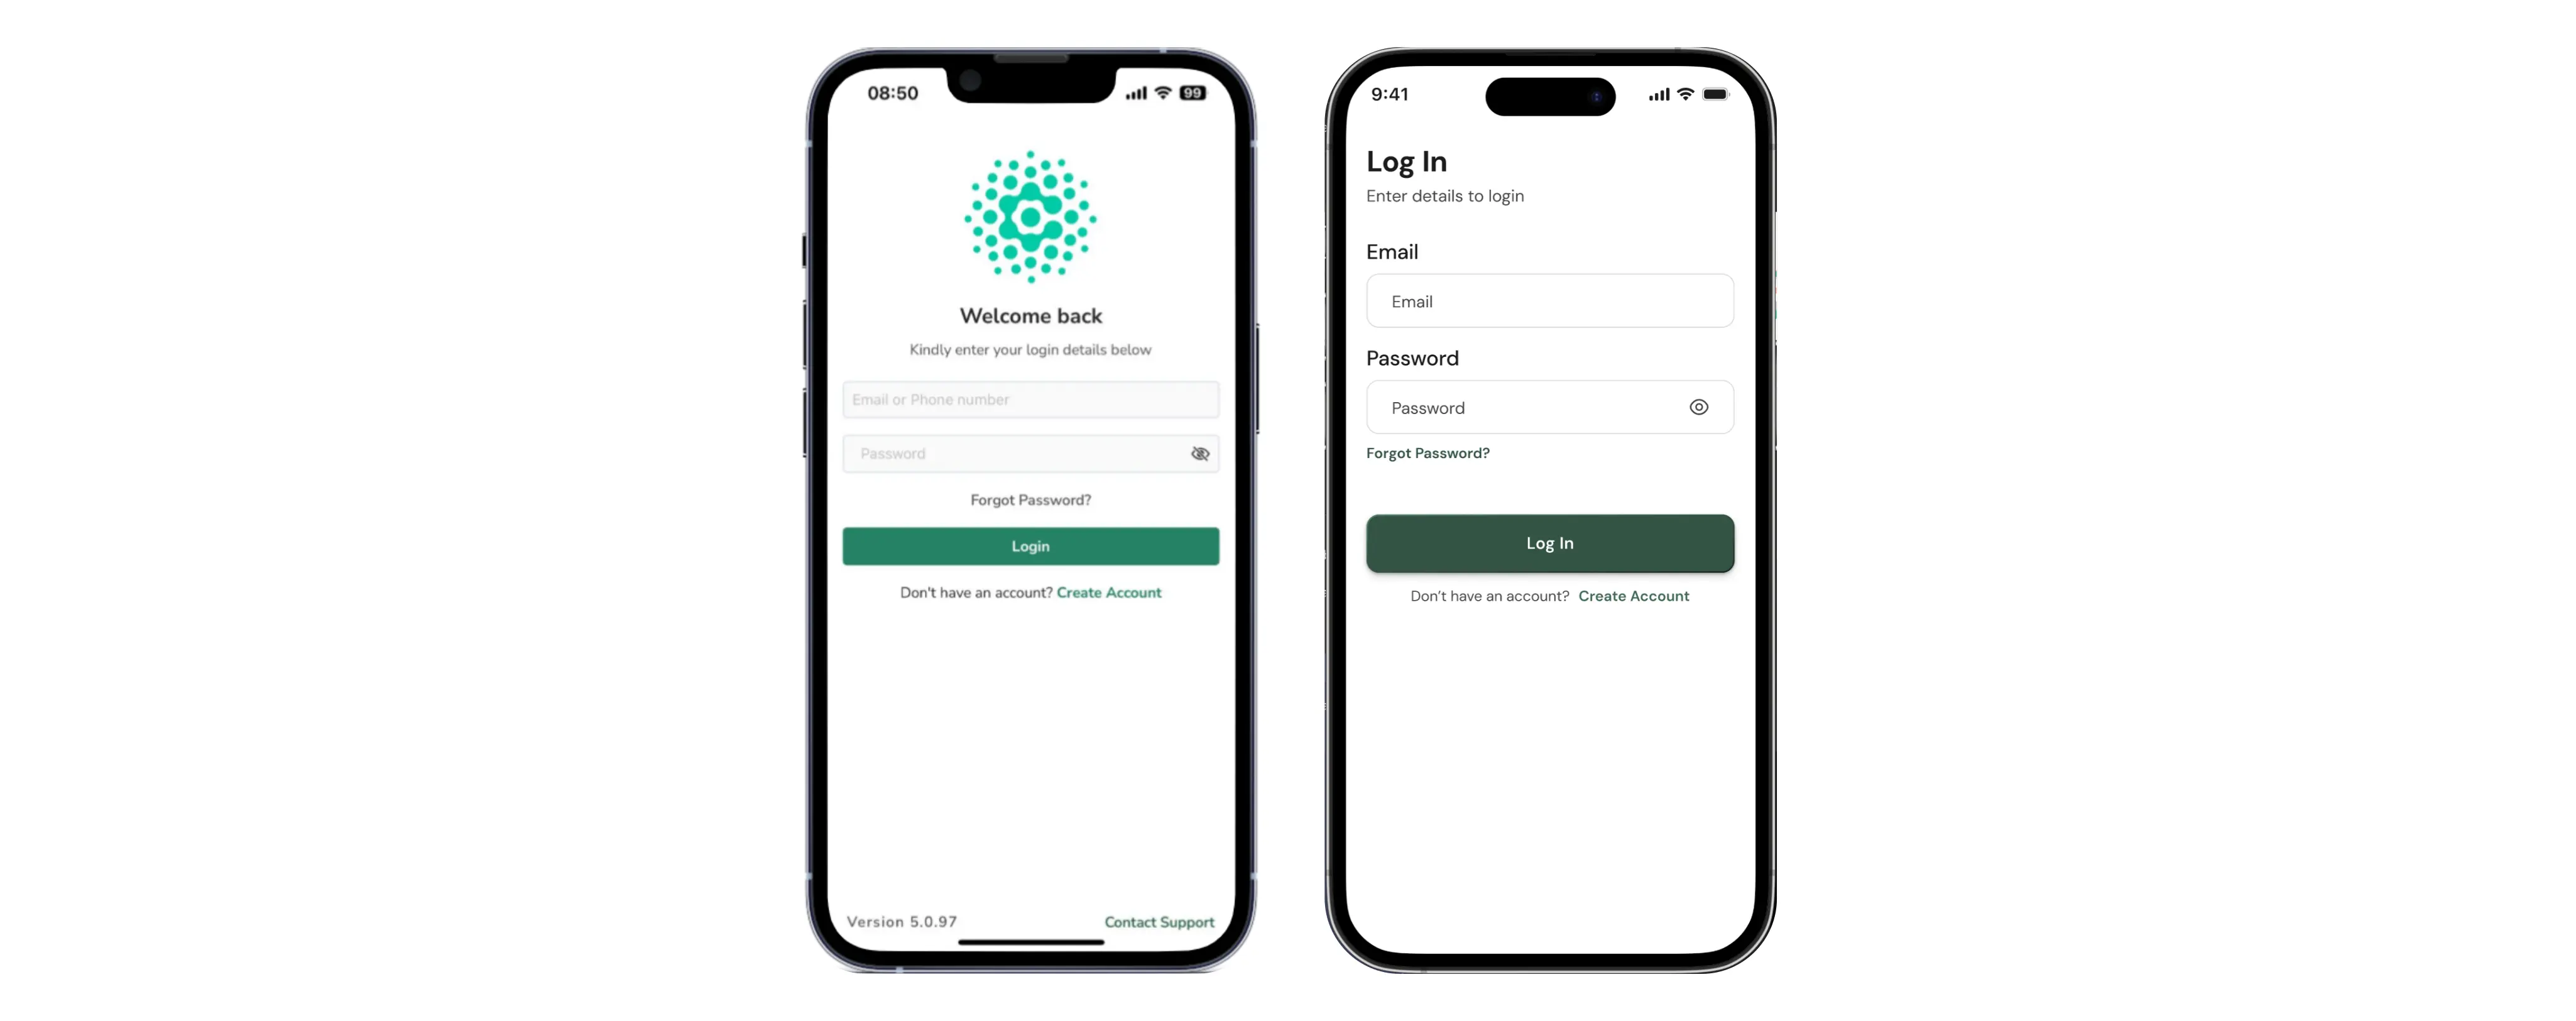 08:50
99
Welcome back
Kindly enter your login details below
Email or Phone number
Password
Forgot Password?
Login
Don't have an account? Create Account
Version 5.0.97
Contact Support
9:41
Log In
Enter details to login
Email
Email
Password
Password
Forgot Password?
Log In
Don't have an account? Create Account